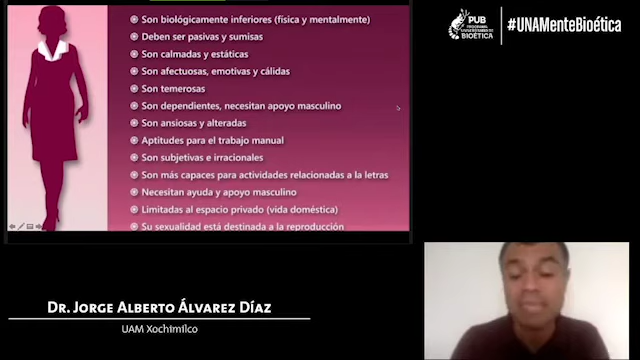 Son biológicamente inferiores (física y mentalmente)
Deben ser pasivas y sumisas
Son calmadas y estáticas
Son afectuosas, emotivas y cálidas
Son temerosas
Son dependientes, necesitan apoyo masculino
Son ansiosas y alteradas
Aptitudes para el trabajo manual
Son subjetivas e irracionales
Son más capaces para actividades relacionadas a la letras
Necesitan ayuda y apoyo masculino
Limitadas al espacio privado (vida doméstica)
Su sexualidad está destinada a la reproducción
PUB
PROGRAMA
UNIVERSITARIO DE
BIOÉTICA
#UNAMenteBioética
Dr. Jorge Alberto Álvarez Díaz
UAM Xochimilco